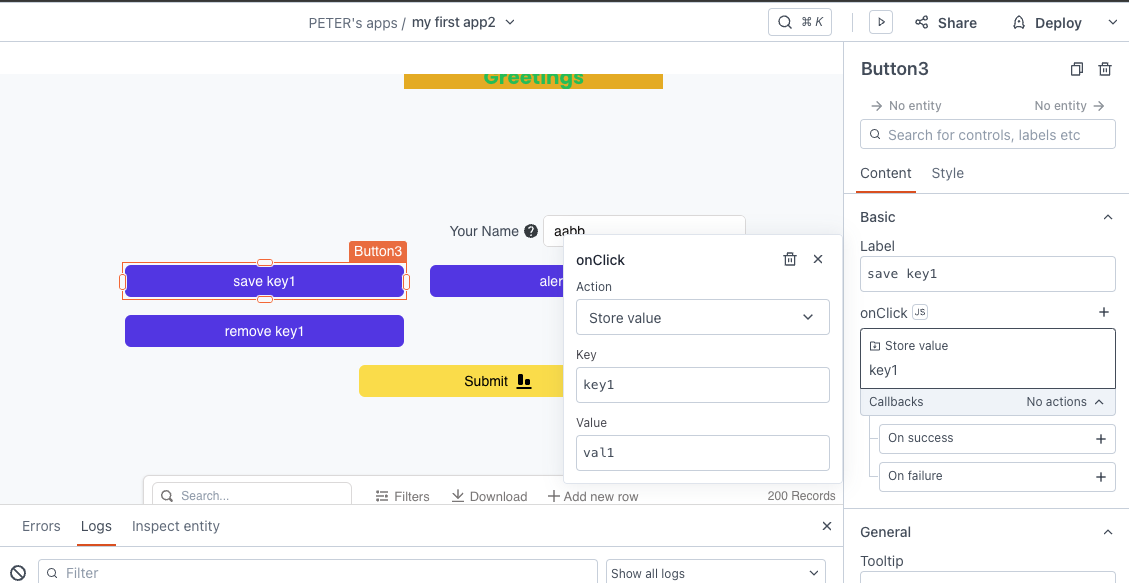 PETER's apps / my first app2
⌘ K
Share
Deploy
Greetings
Your Name ?
aabb
Button3
save key1
aler
remove key1
Submit
onClick
Action
Store value
Key
key1
Value
val1
Search...
Filters
Download
Add new row
200 Records
Errors
Logs
Inspect entity
Filter
Show all logs
Button3
No entity
No entity
Search for controls, labels etc
Content
Style
Basic
Label
save key1
onClick JS
Store value
key1
Callbacks
No actions
On success
On failure
General
Tooltip